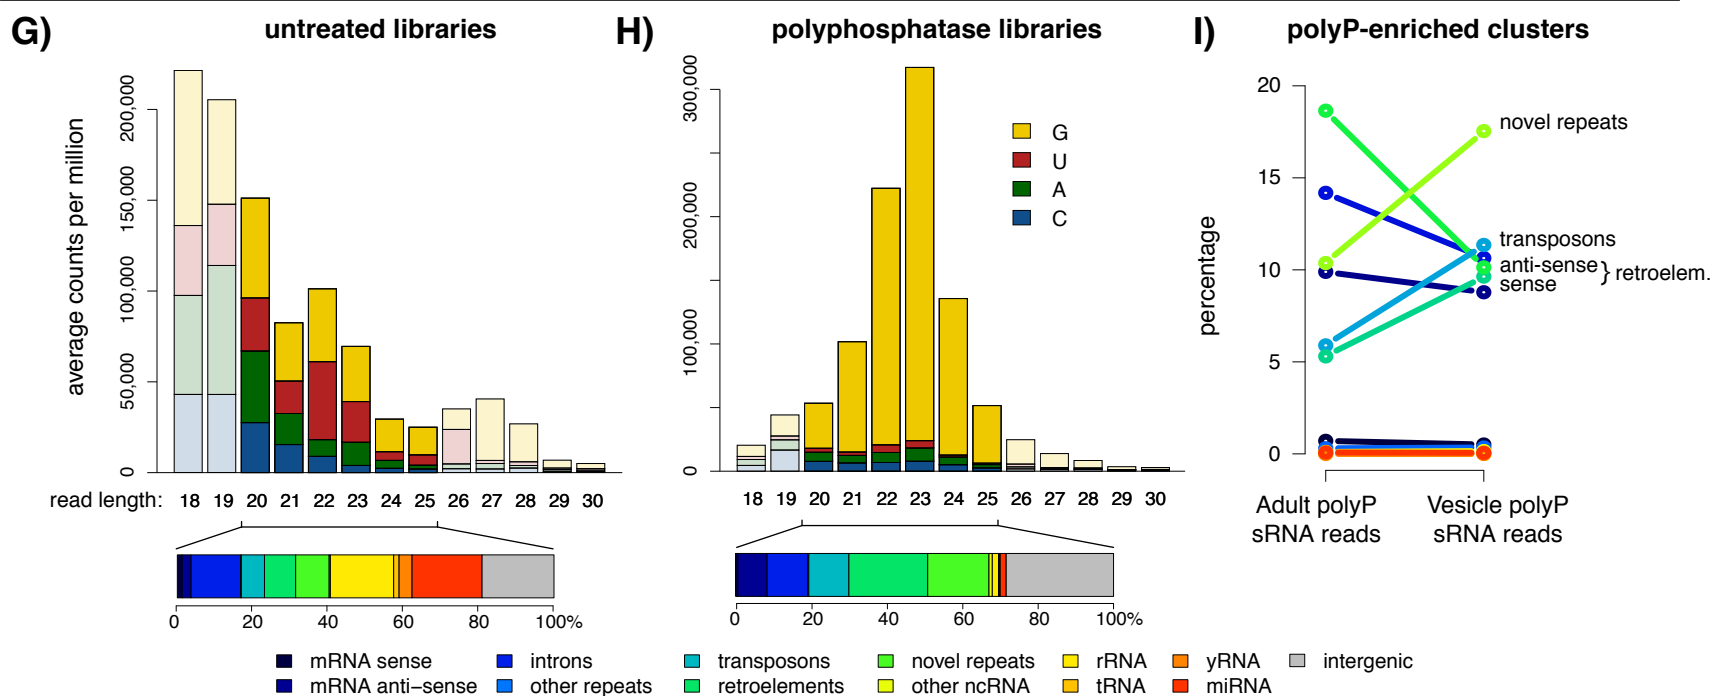 G) untreated libraries
average counts per million
200,000
150,000
100,000
50,000
0
read length: 18 19 20 21 22 23 24 25 26 27 28 29 30
0 20 40 60 80 100%
H) polyphosphatase libraries
300,000
200,000
100,000
0
G
U
A
C
18 19 20 21 22 23 24 25 26 27 28 29 30
0 20 40 60 80 100%
I) polyP-enriched clusters
percentage
20
15
10
5
0
novel repeats
transposons
anti-sense
sense
} retroelem.
Adult polyP Vesicle polyP
sRNA reads sRNA reads
mRNA sense introns transposons novel repeats rRNA yRNA intergenic
mRNA anti−sense other repeats retroelements other ncRNA tRNA miRNA